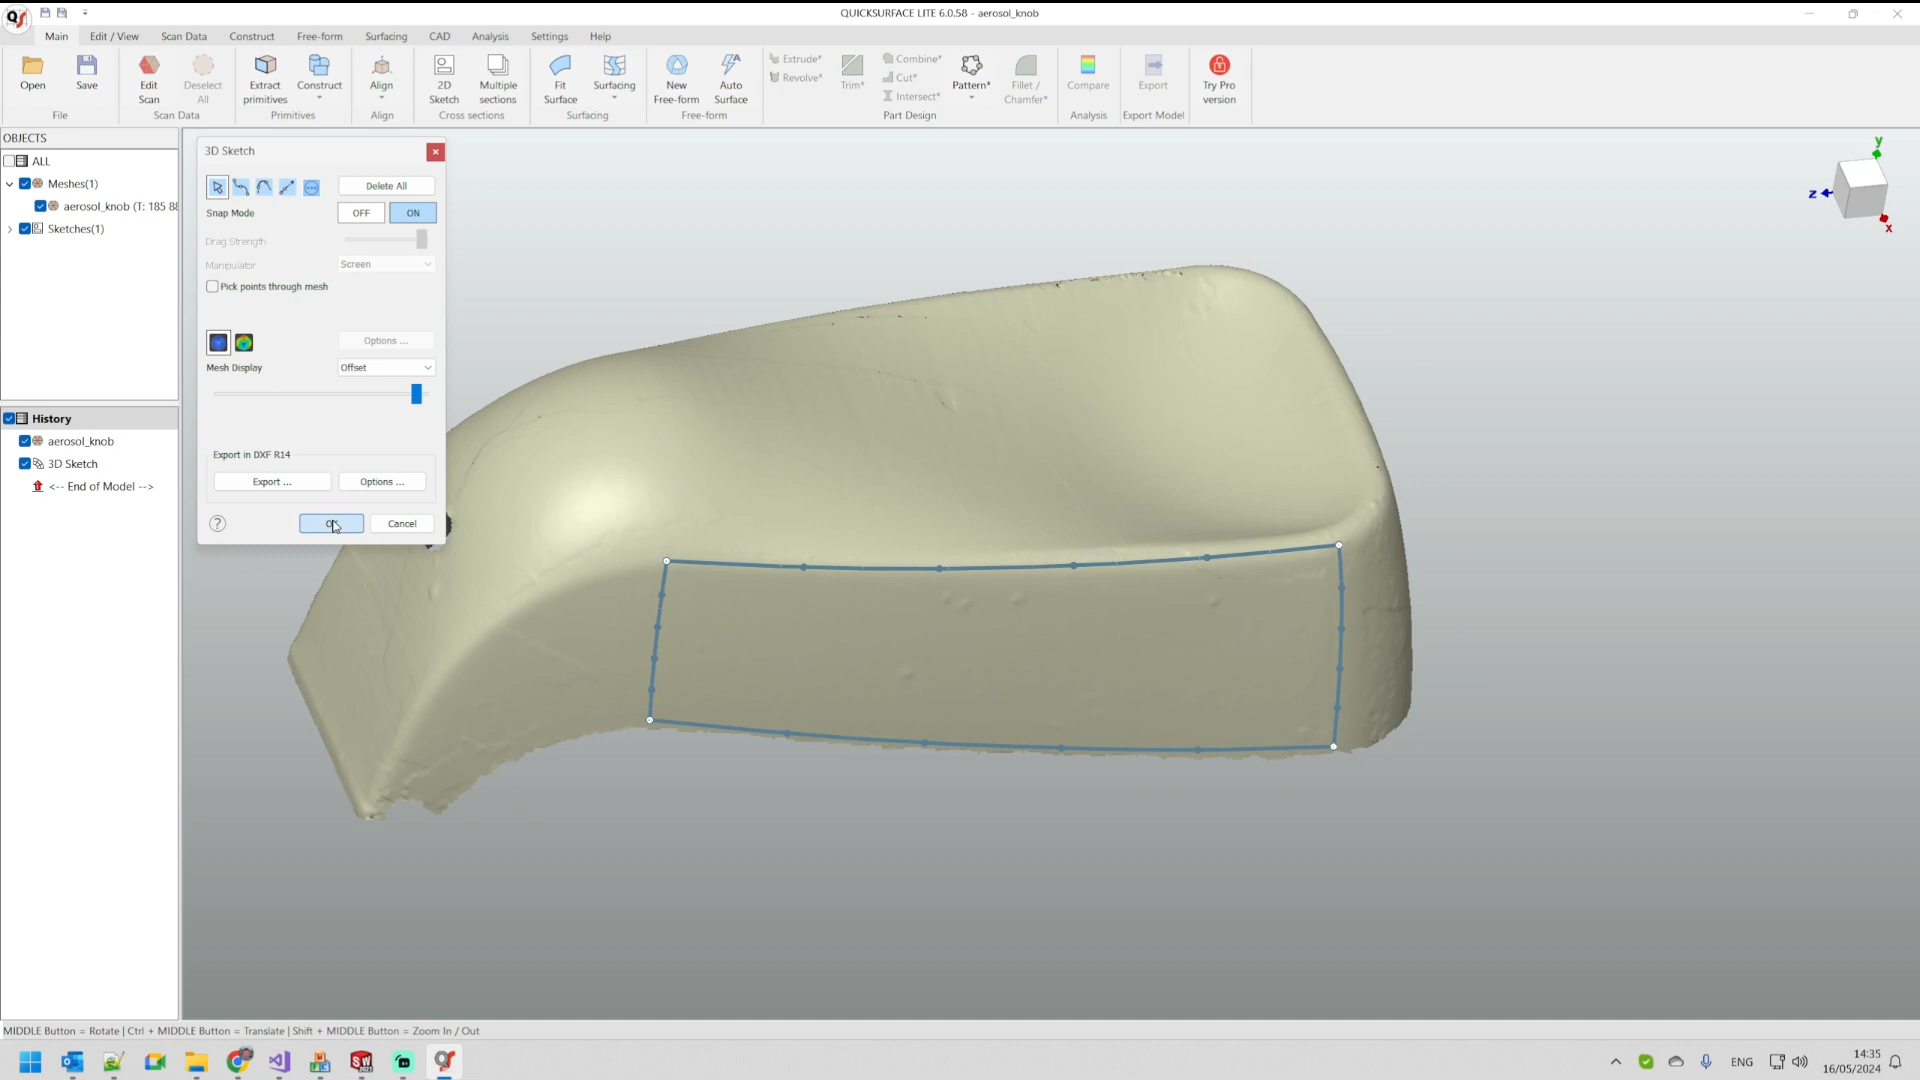 QUICKSURFACE LITE 6.0.58 - aerosol_knob
Main Edit / View Scan Data Construct Free-form Surfacing CAD Analysis Settings Help
Open
Save
File
Edit Scan
Deselect All
Scan Data
Extract primitives
Construct
Primitives
Align
Align
2D Sketch
Multiple sections
Cross sections
Fit Surface
Surfacing
Surfacing
New Free-form
Auto Surface
Free-form
Extrude*
Revolve*
Trim*
Combine*
Cut*
Intersect*
Pattern*
Fillet / Chamfer*
Part Design
Compare
Analysis
Export
Export Model
Try Pro version
OBJECTS
ALL
Meshes(1)
aerosol_knob (T: 185 88
Sketches(1)
History
aerosol_knob
3D Sketch
<-- End of Model -->
3D Sketch
Delete All
Snap Mode OFF ON
Drag Strength
Manipulator Screen
Pick points through mesh
Options ...
Mesh Display Offset
Export in DXF R14
Export ... Options ...
? Cancel
y
z
x
MIDDLE Button = Rotate | Ctrl + MIDDLE Button = Translate | Shift + MIDDLE Button = Zoom In / Out
ENG
14:35
16/05/2024